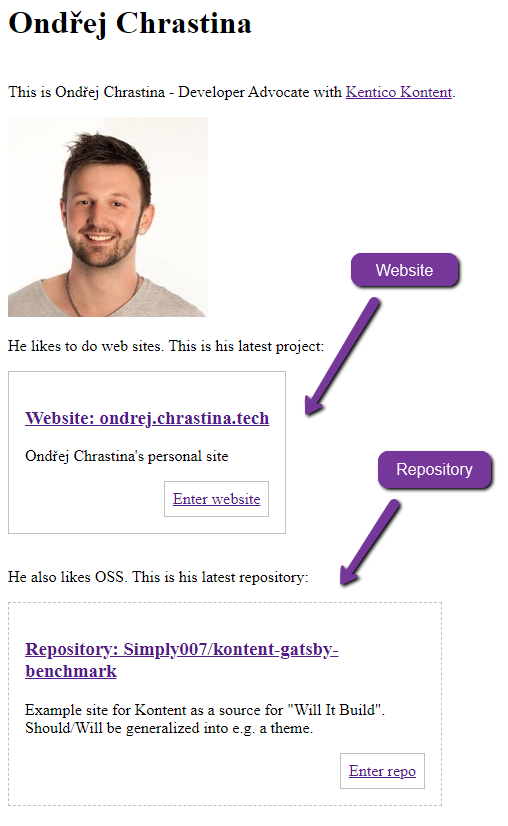 Ondřej Chrastina
This is Ondřej Chrastina - Developer Advocate with Kentico Kontent.
Website
He likes to do web sites. This is his latest project:
Website: ondrej.chrastina.tech
Ondřej Chrastina's personal site
Enter website
Repository
He also likes OSS. This is his latest repository:
Repository: Simply007/kontent-gatsby-
benchmark
Example site for Kontent as a source for "Will It Build".
Should/Will be generalized into e.g. a theme.
Enter repo